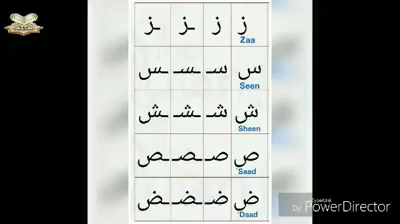 ز ز ـز ـز
Zaa
س سـ ـسـ ـس
Seen
ش شـ ـشـ ـش
Sheen
ص صـ ـصـ ـص
Saad
ض ضـ ـضـ ـض
Daad
CyberLink
by PowerDirector